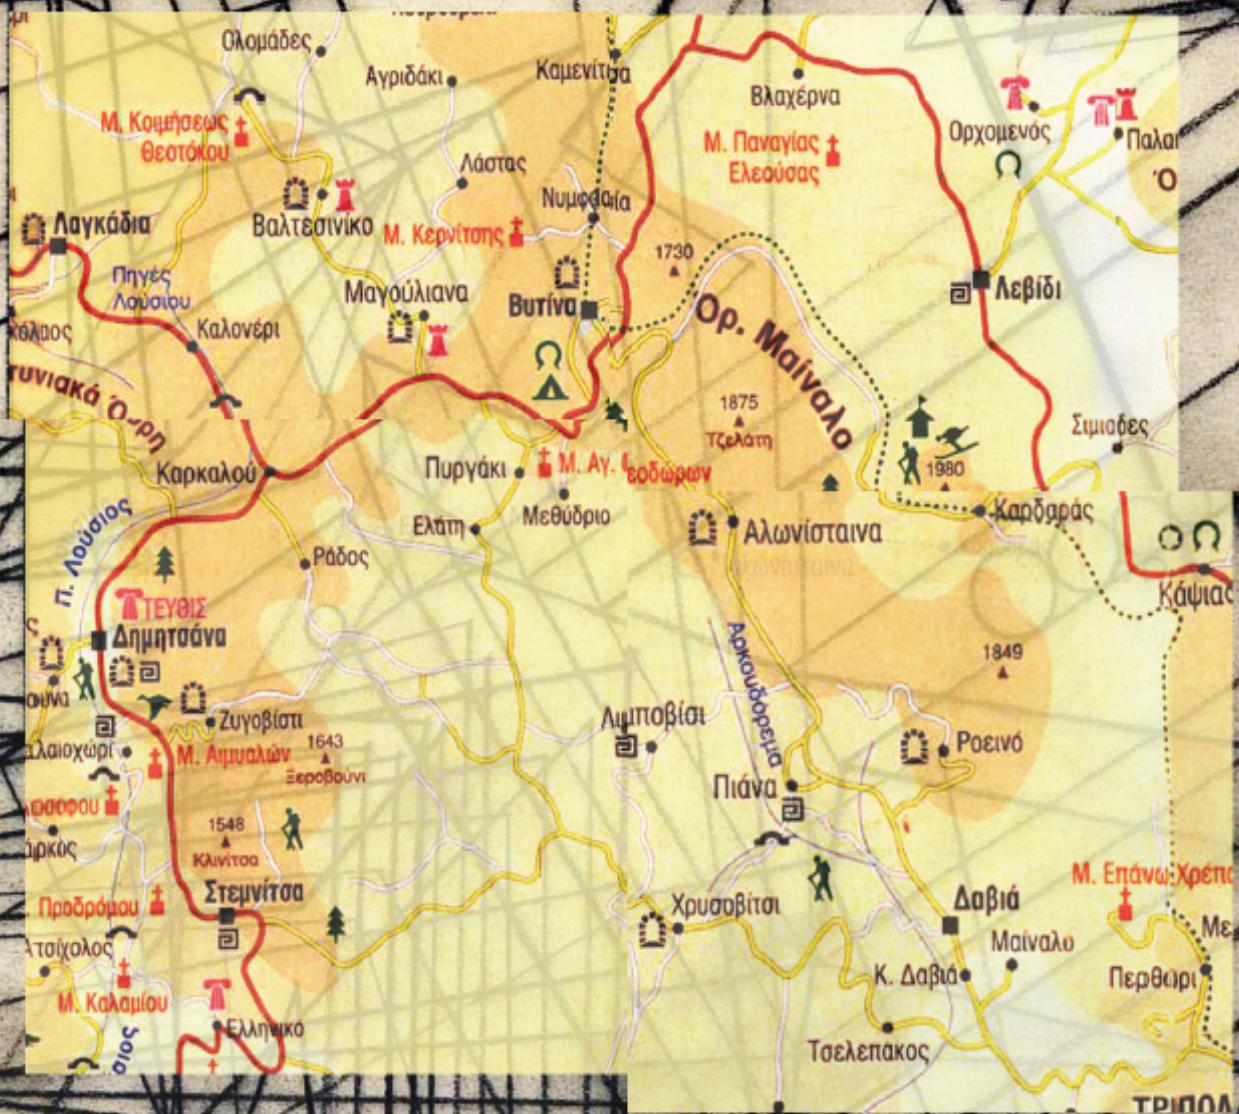 Ολομάδες
Αγριδάκι
Καμενίτσα
Βλαχέρνα
Μ. Κοιμήσεως
Θεοτόκου
Μ. Παναγίας
Ελεούσας
Ορχομενός
Λάστας
Βαλτεσινίκο
Μ. Κερνίτσης
Νυμφασία
Λαγκάδια
Πηγές
Λούσιου
Καλονέρι
Μαγούλιανα
Βυτίνα
1730
Ορ. Μαίναλο
Λεβίδι
1875
Τζελάτη
Σιμιάδες
1980
Καρκαλού
Πυργάκι
Μ. Αγ. Θεοδώρων
Μεθύδριο
Ελάτη
Αλωνίσταινα
Καρδαράς
Π. Λούσιος
Ράδος
ΤΕΥΘΙΣ
Κάψιας
Δημητσάνα
Αρκουδόρεμα
1849
Ζυγοβίστι
Λιμποβίσι
Ροεινό
Μ. Αιμυαλών
1643
Ξεροβούνι
Πιάνα
1548
Κλινίτσα
Στεμνίτσα
Προδρόμου
Χρυσοβίτσι
Δαβιά
Μ. Επάνω Χρέπα
Μαίναλο
Ατσίχολος
Κ. Δαβιά
Περθώρι
Μ. Καλαμίου
Ελληνικό
Τσελεπάκος
ΤΡΙΠΟΛ